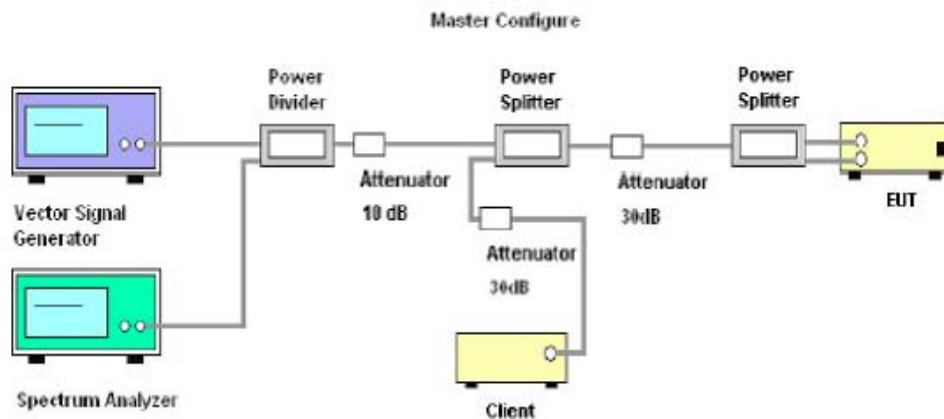 Master Configure
Power
Divider
Power
Splitter
Power
Splitter
Attenuator
10 dB
Attenuator
30dB
EUT
Vector Signal
Generator
Attenuator
30dB
Spectrum Analyzer
Client